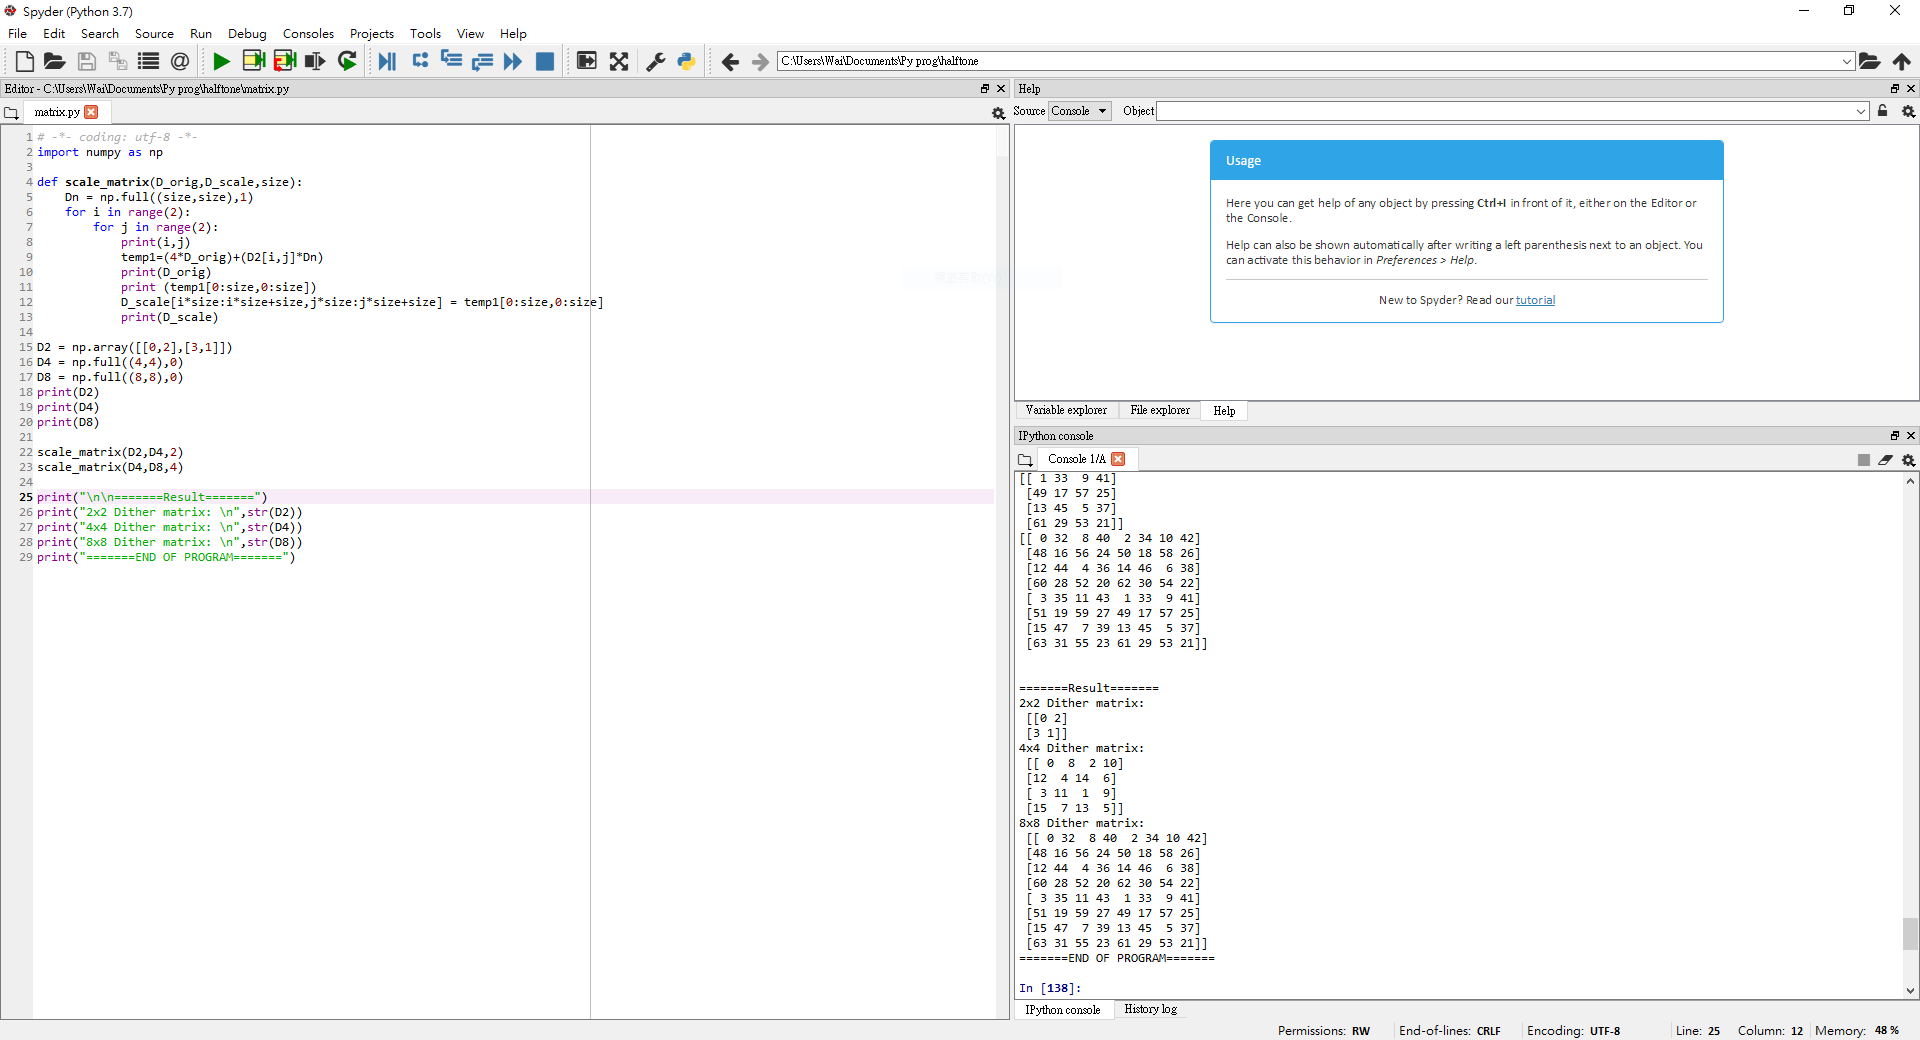 Spyder (Python 3.7)
File Edit Search Source Run Debug Consoles Projects Tools View Help
C:\Users\Wai\Documents\Py prog\halftone
Editor - C:\Users\Wai\Documents\Py prog\halftone\matrix.py
matrix.py
1 # -*- coding: utf-8 -*-
2 import numpy as np
3
4 def scale_matrix(D_orig,D_scale,size):
5     Dn = np.full((size,size),1)
6     for i in range(2):
7         for j in range(2):
8             print(i,j)
9             temp1=(4*D_orig)+(D2[i,j]*Dn)
10             print(D_orig)
11             print (temp1[0:size,0:size])
12             D_scale[i*size:i*size+size,j*size:j*size+size] = temp1[0:size,0:size]
13             print(D_scale)
14
15 D2 = np.array([[0,2],[3,1]])
16 D4 = np.full((4,4),0)
17 D8 = np.full((8,8),0)
18 print(D2)
19 print(D4)
20 print(D8)
21
22 scale_matrix(D2,D4,2)
23 scale_matrix(D4,D8,4)
24
25 print("\n\n=======Result=======")
26 print("2x2 Dither matrix: \n",str(D2))
27 print("4x4 Dither matrix: \n",str(D4))
28 print("8x8 Dither matrix: \n",str(D8))
29 print("=======END OF PROGRAM=======")
Help
Source Console Object
Usage
Here you can get help of any object by pressing Ctrl+I in front of it, either on the Editor or
the Console.
Help can also be shown automatically after writing a left parenthesis next to an object. You
can activate this behavior in Preferences > Help.
New to Spyder? Read our tutorial
Variable explorer File explorer Help
IPython console
Console 1/A
[[ 1 33  9 41]
 [49 17 57 25]
 [13 45  5 37]
 [61 29 53 21]]
[[ 0 32  8 40  2 34 10 42]
 [48 16 56 24 50 18 58 26]
 [12 44  4 36 14 46  6 38]
 [60 28 52 20 62 30 54 22]
 [ 3 35 11 43  1 33  9 41]
 [51 19 59 27 49 17 57 25]
 [15 47  7 39 13 45  5 37]
 [63 31 55 23 61 29 53 21]]
=======Result=======
2x2 Dither matrix:
 [[0 2]
 [3 1]]
4x4 Dither matrix:
 [[ 0  8  2 10]
 [12  4 14  6]
 [ 3 11  1  9]
 [15  7 13  5]]
8x8 Dither matrix:
 [[ 0 32  8 40  2 34 10 42]
 [48 16 56 24 50 18 58 26]
 [12 44  4 36 14 46  6 38]
 [60 28 52 20 62 30 54 22]
 [ 3 35 11 43  1 33  9 41]
 [51 19 59 27 49 17 57 25]
 [15 47  7 39 13 45  5 37]
 [63 31 55 23 61 29 53 21]]
=======END OF PROGRAM=======
In [138]:
IPython console History log
Permissions: RW End-of-lines: CRLF Encoding: UTF-8 Line: 25 Column: 12 Memory: 48 %